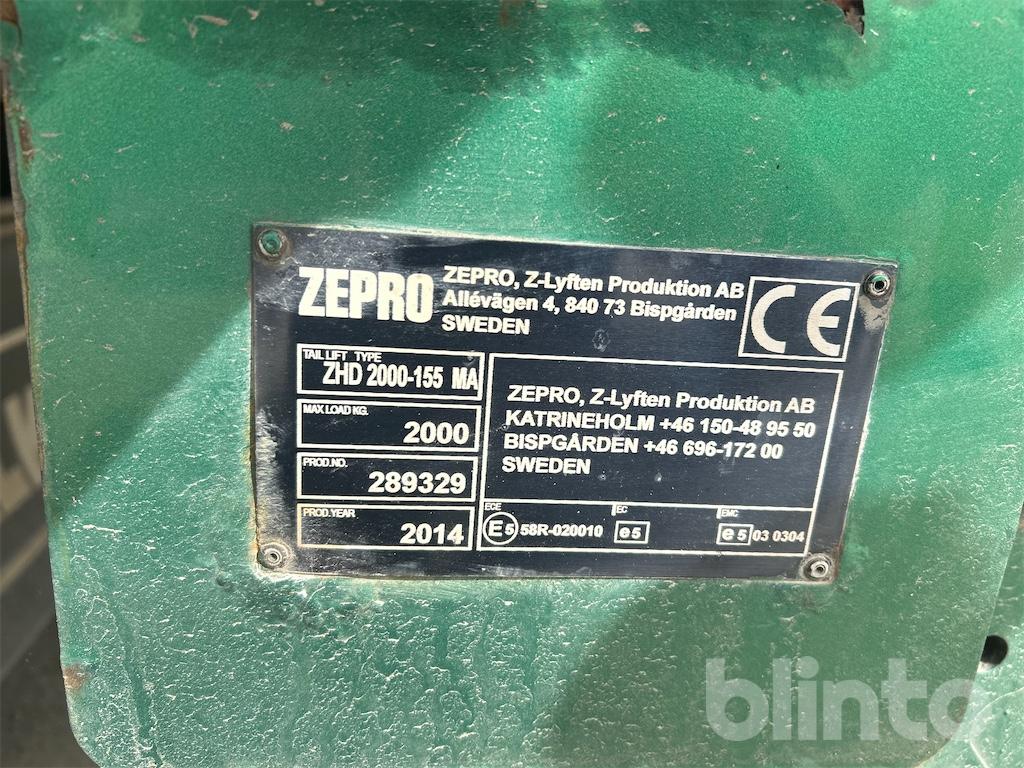 ZEPRO
ZEPRO, Z-Lyften Produktion AB
Allévägen 4, 840 73 Bispgården
SWEDEN
CE
TAIL LIFT TYPE
ZHD 2000-155 MA
MAX LOAD KG.
2000
PROD.NO.
289329
PROD.YEAR
2014
ZEPRO, Z-Lyften Produktion AB
KATRINEHOLM +46 150-48 95 50
BISPGÅRDEN +46 696-172 00
SWEDEN
ECE
E5 58R-020010
EC
e5
EMC
e5 03 0304
blinto